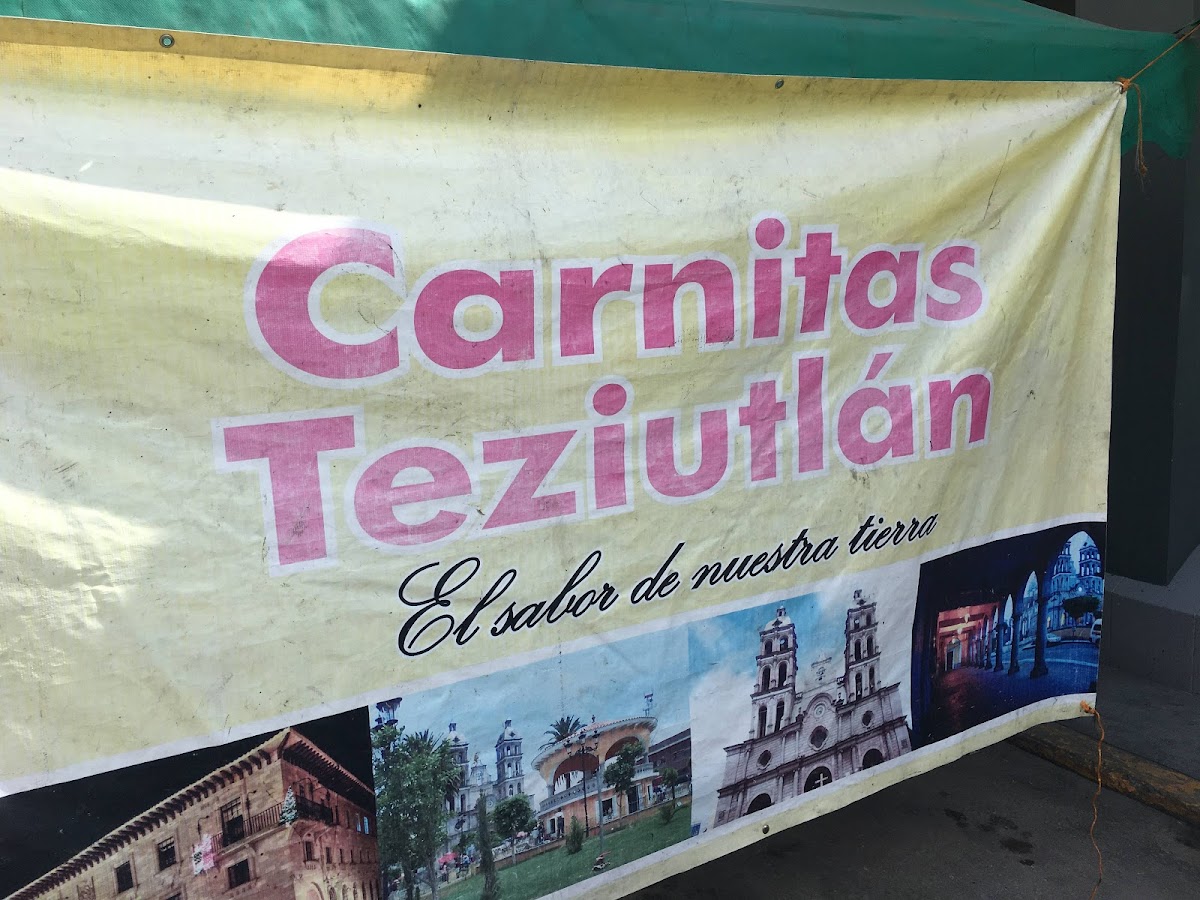 Carnitas
Teziutlán
El sabor de nuestra tierra